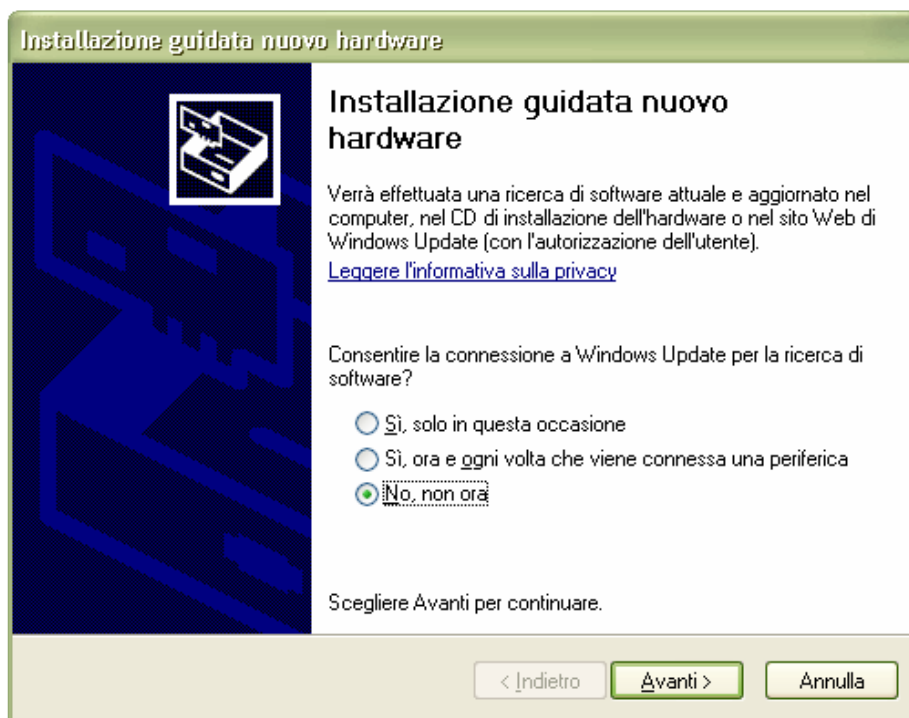 Installazione guidata nuovo hardware
Installazione guidata nuovo
hardware
Verrà effettuata una ricerca di software attuale e aggiornato nel
computer, nel CD di installazione dell'hardware o nel sito Web di
Windows Update (con l'autorizzazione dell'utente).
Leggere l'informativa sulla privacy
Consentire la connessione a Windows Update per la ricerca di
software?
Sì, solo in questa occasione
Sì, ora e ogni volta che viene connessa una periferica
No, non ora
Scegliere Avanti per continuare.
< Indietro Avanti > Annulla